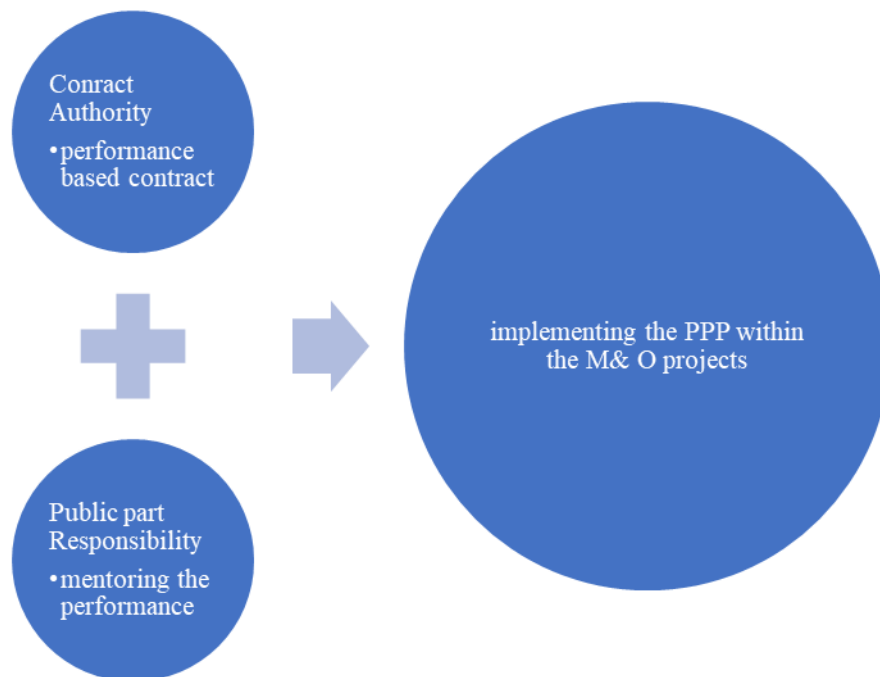 Conract
Authority
•performance
based contract
Public part
Responsibility
•mentoring the
performance
implementing the PPP within
the M& O projects